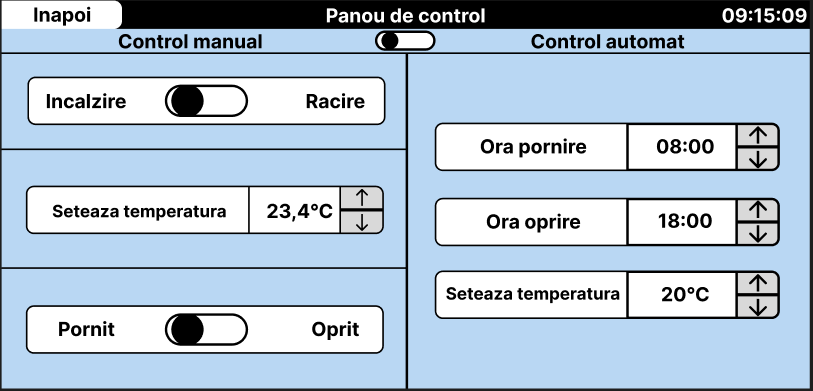 Inapoi Panou de control 09:15:09
Control manual Control automat
Incalzire Racire
Seteaza temperatura 23,4°C
Pornit Oprit
Ora pornire 08:00
Ora oprire 18:00
Seteaza temperatura 20°C